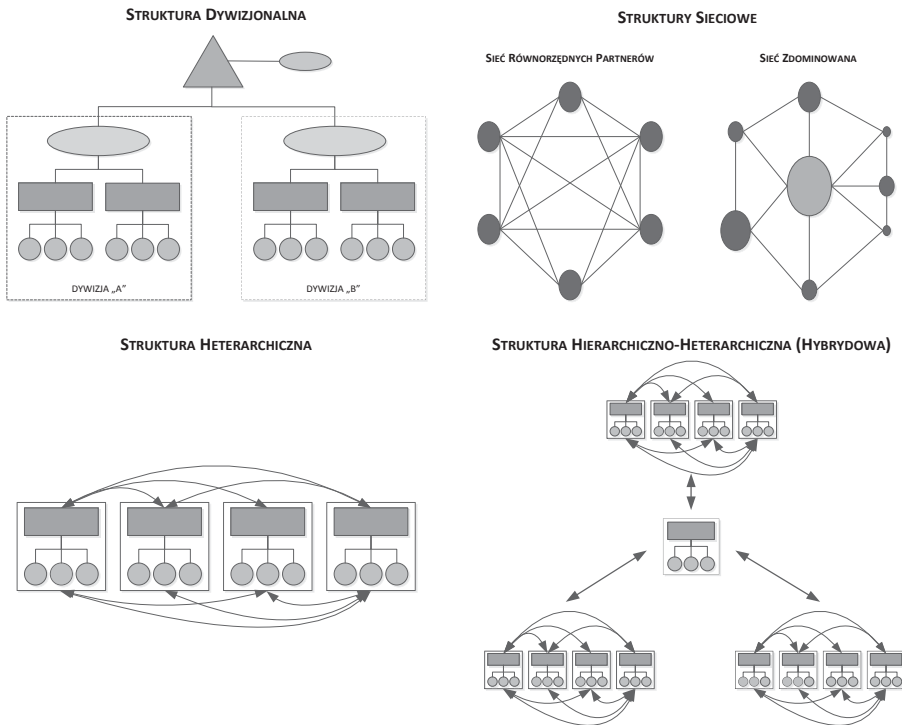 Struktura Dywizjonalna
Dywizja „A”
Dywizja „B”
Struktury Sieciowe
Sieć Równorzędnych Partnerów
Sieć Zdominowana
Struktura Heterarchiczna
Struktura Hierarchiczno-Heterarchiczna (Hybrydowa)